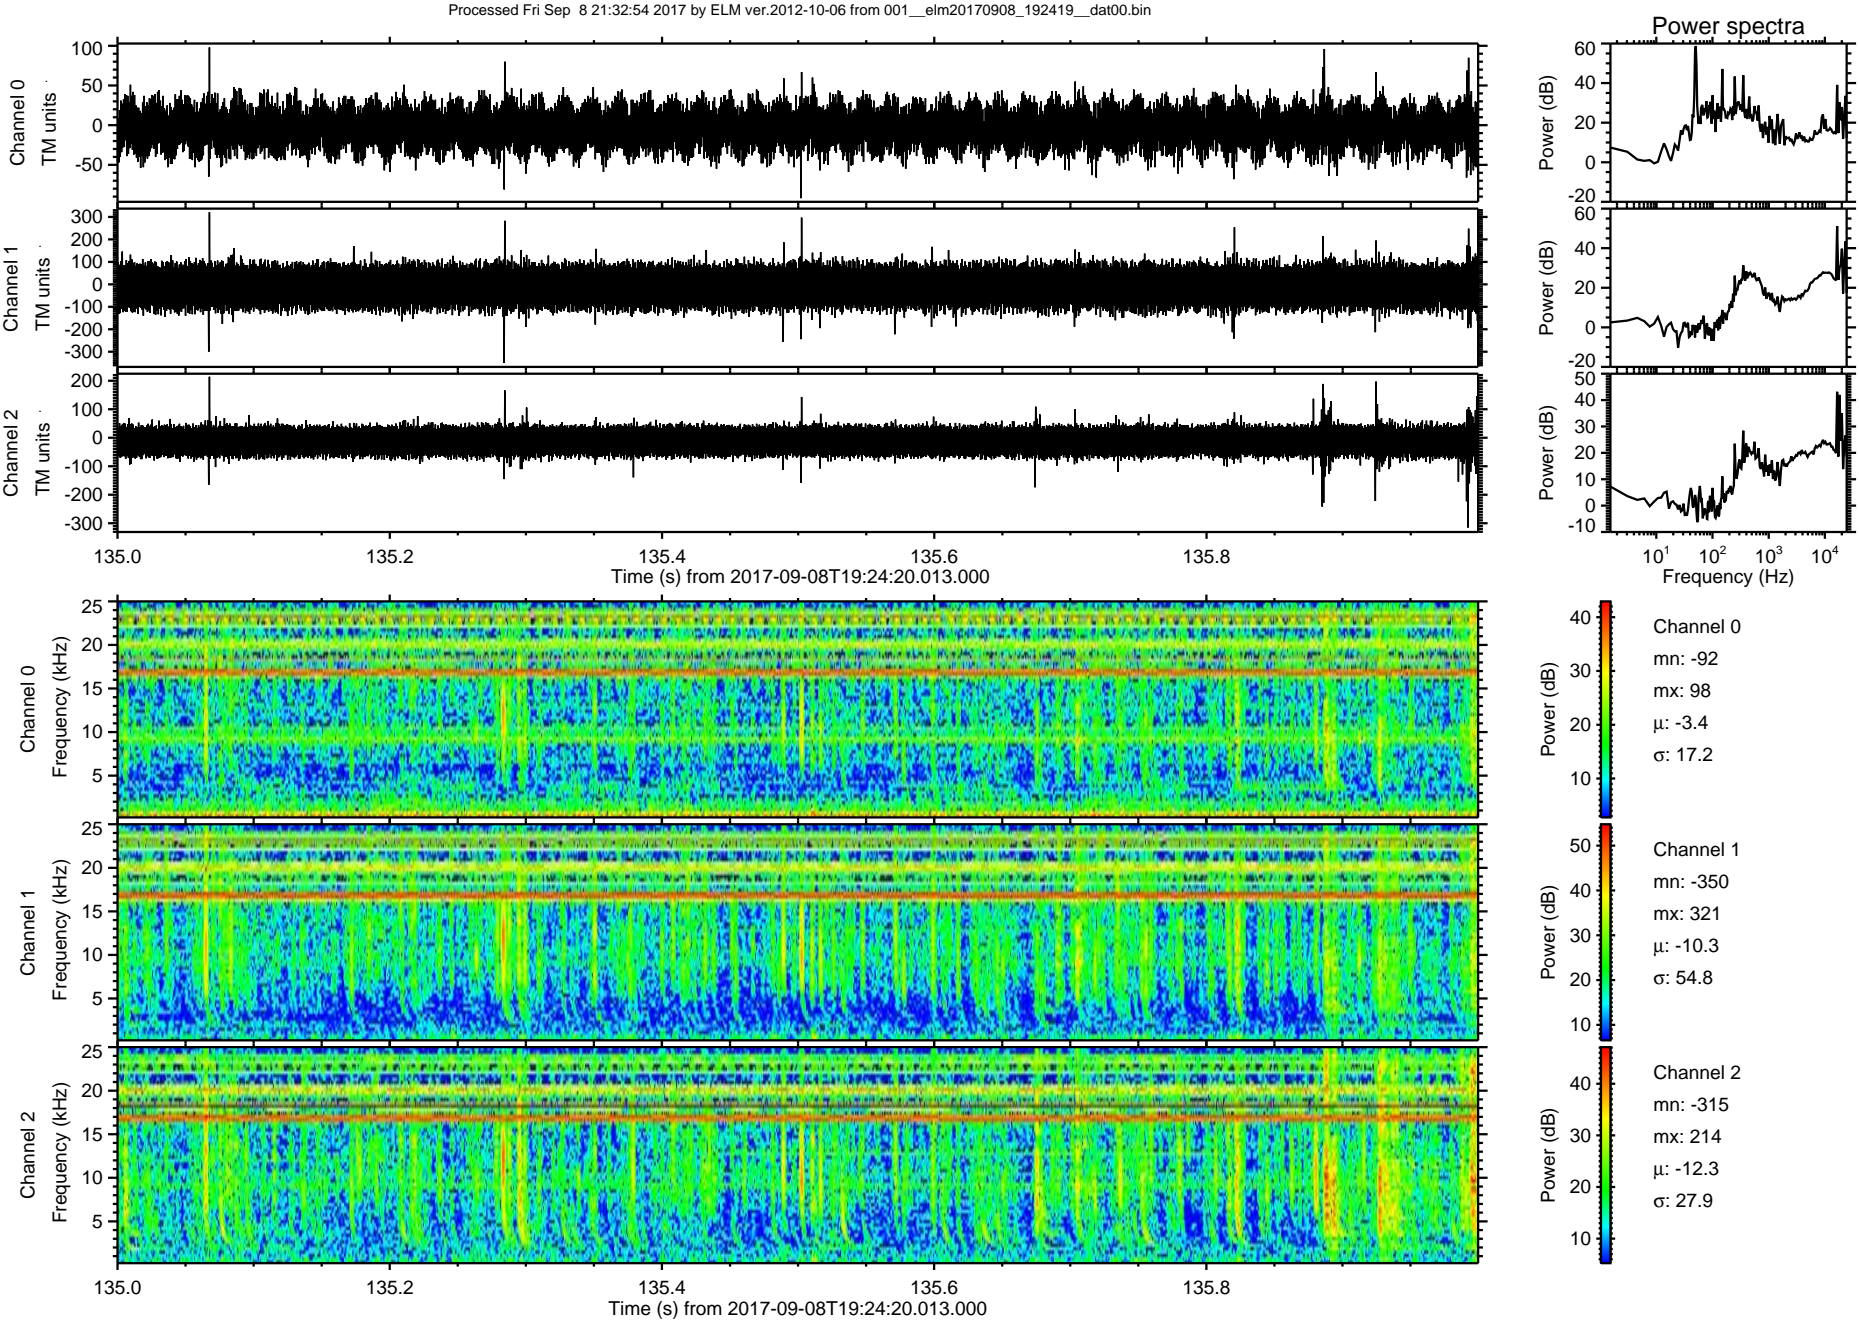 Processed Fri Sep  8 21:32:54 2017 by ELM ver.2012-10-06 from 001__elm20170908_192419__dat00.bin
Power spectra
Channel 0
TM units
100
50
0
-50
Power (dB)
60
40
20
0
-20
Channel 1
TM units
300
200
100
0
-100
-200
-300
Power (dB)
60
40
20
0
-20
Channel 2
TM units
200
100
0
-100
-200
-300
Power (dB)
50
40
30
20
10
0
-10
135.0 135.2 135.4 135.6 135.8
Time (s) from 2017-09-08T19:24:20.013.000
10¹ 10² 10³ 10⁴
Frequency (Hz)
Channel 0
Frequency (kHz)
25
20
15
10
5
Power (dB)
40
30
20
10
Channel 0
mn: -92
mx: 98
μ: -3.4
σ: 17.2
Channel 1
Frequency (kHz)
25
20
15
10
5
Power (dB)
50
40
30
20
10
Channel 1
mn: -350
mx: 321
μ: -10.3
σ: 54.8
Channel 2
Frequency (kHz)
25
20
15
10
5
Power (dB)
40
30
20
10
Channel 2
mn: -315
mx: 214
μ: -12.3
σ: 27.9
135.0 135.2 135.4 135.6 135.8
Time (s) from 2017-09-08T19:24:20.013.000